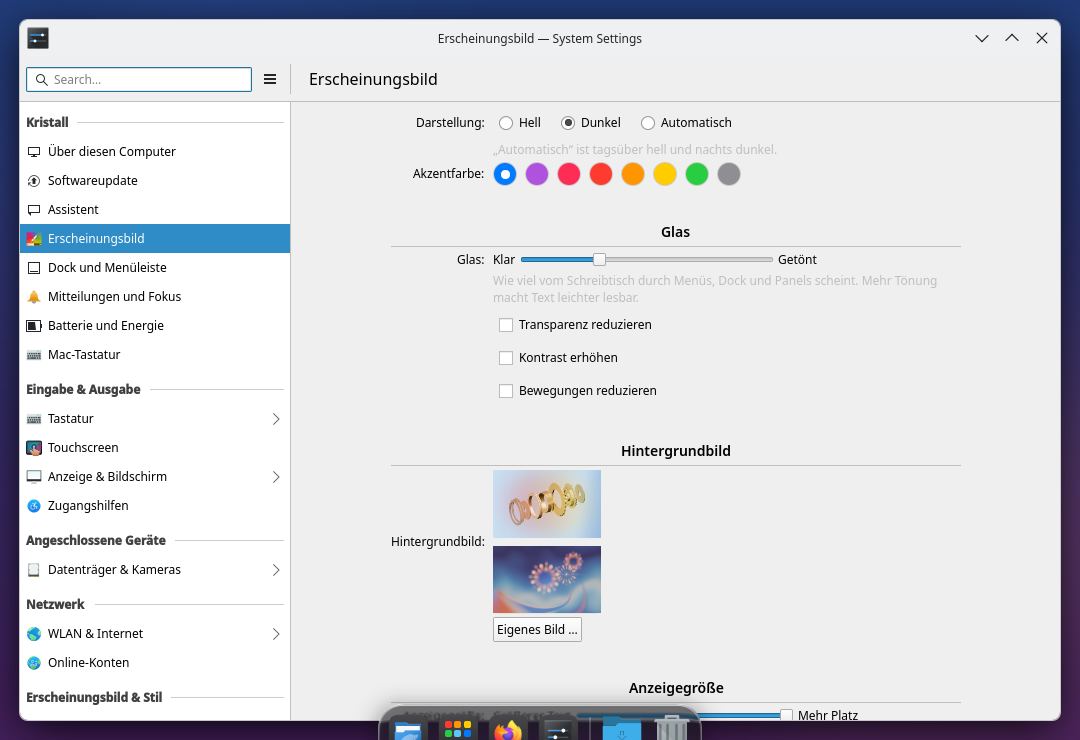 Erscheinungsbild — System Settings
Search...
Erscheinungsbild
Kristall
Über diesen Computer
Softwareupdate
Assistent
Erscheinungsbild
Dock und Menüleiste
Mitteilungen und Fokus
Batterie und Energie
Mac-Tastatur
Eingabe & Ausgabe
Tastatur
Touchscreen
Anzeige & Bildschirm
Zugangshilfen
Angeschlossene Geräte
Datenträger & Kameras
Netzwerk
WLAN & Internet
Online-Konten
Erscheinungsbild & Stil
Darstellung: Hell Dunkel Automatisch
„Automatisch“ ist tagsüber hell und nachts dunkel.
Akzentfarbe:
Glas
Glas: Klar Getönt
Wie viel vom Schreibtisch durch Menüs, Dock und Panels scheint. Mehr Tönung
macht Text leichter lesbar.
Transparenz reduzieren
Kontrast erhöhen
Bewegungen reduzieren
Hintergrundbild
Hintergrundbild:
Eigenes Bild ...
Anzeigegröße
Mehr Platz